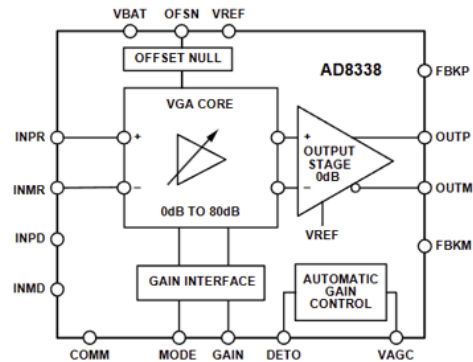 VBAT OFSN VREF
OFFSET NULL
AD8338
FBKP
VGA CORE
INPR
+
+
OUTPUT
STAGE
0dB
OUTP
INMR
−
−
OUTM
0dB TO 80dB
VREF
INPD
FBKM
GAIN INTERFACE
AUTOMATIC
GAIN
CONTROL
INMD
COMM MODE GAIN DETO VAGC